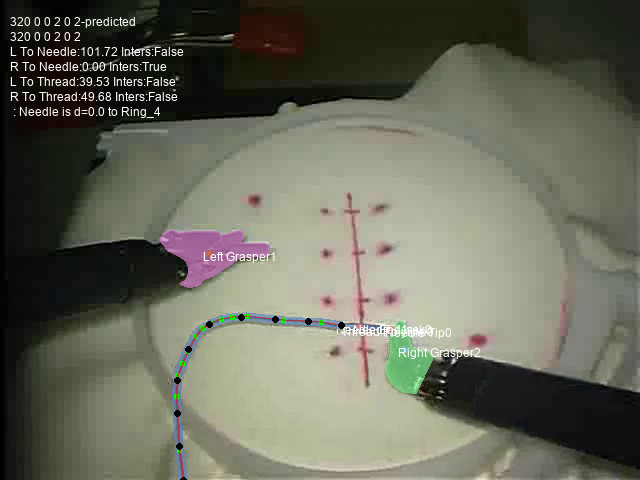 320 0 0 2 0 2-predicted
320 0 0 2 0 2
L To Needle:101.72 Inters:False
R To Needle:0.00 Inters:True
L To Thread:39.53 Inters:False
R To Thread:49.68 Inters:False
: Needle is d=0.0 to Ring_4
Left Grasper1
Tip0
Right Grasper2